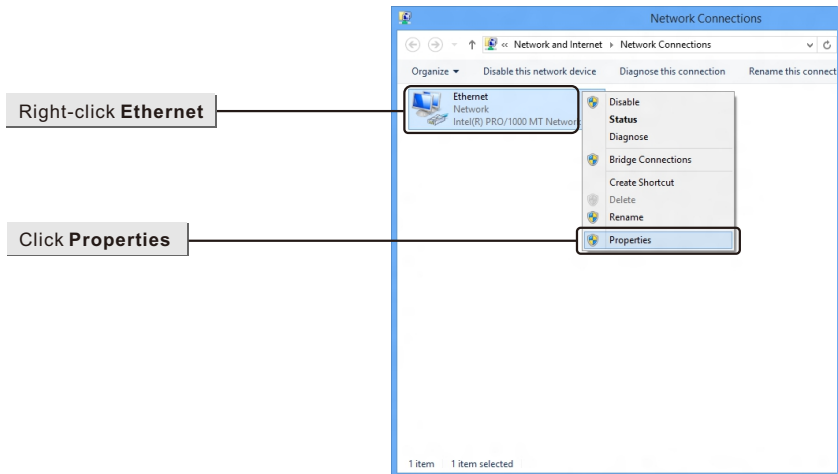 Network Connections
« Network and Internet Network Connections
Organize Disable this network device Diagnose this connection Rename this connect
Right-click Ethernet
Ethernet
Network
Intel(R) PRO/1000 MT Network
Disable
Status
Diagnose
Bridge Connections
Create Shortcut
Delete
Rename
Click Properties
Properties
1 item 1 item selected